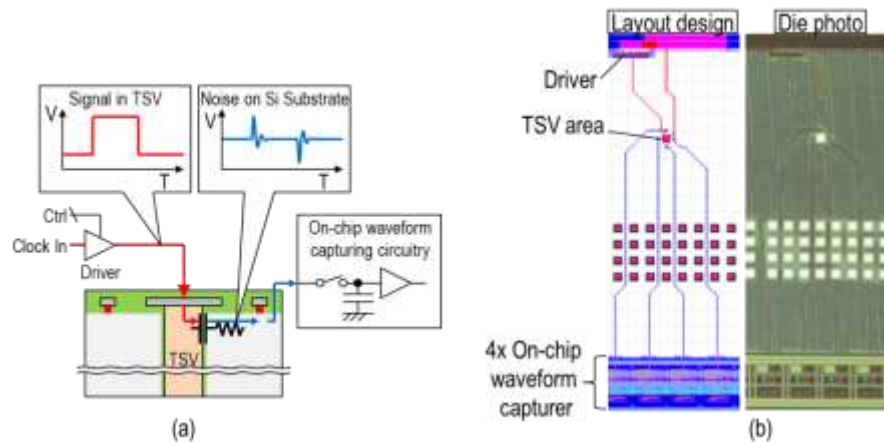 Signal in TSV
V
T
Noise on Si Substrate
V
T
Ctrl
Clock In
Driver
On-chip waveform
capturing circuitry
TSV
(a)
Layout design
Die photo
Driver
TSV area
4x On-chip
waveform
capturer
(b)